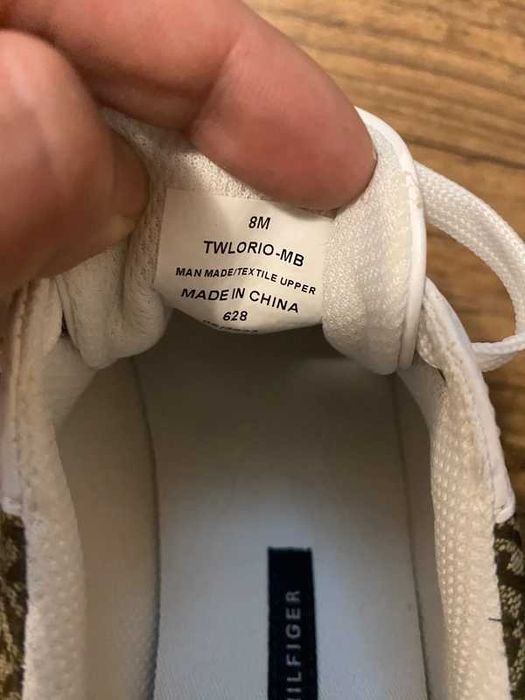 8M
TWLORIO-MB
MAN MADE/TEXTILE UPPER
MADE IN CHINA
628
HILFIGER